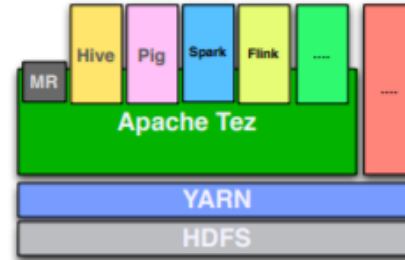 Hive Pig Spark Flink .... ....
MR
Apache Tez
YARN
HDFS